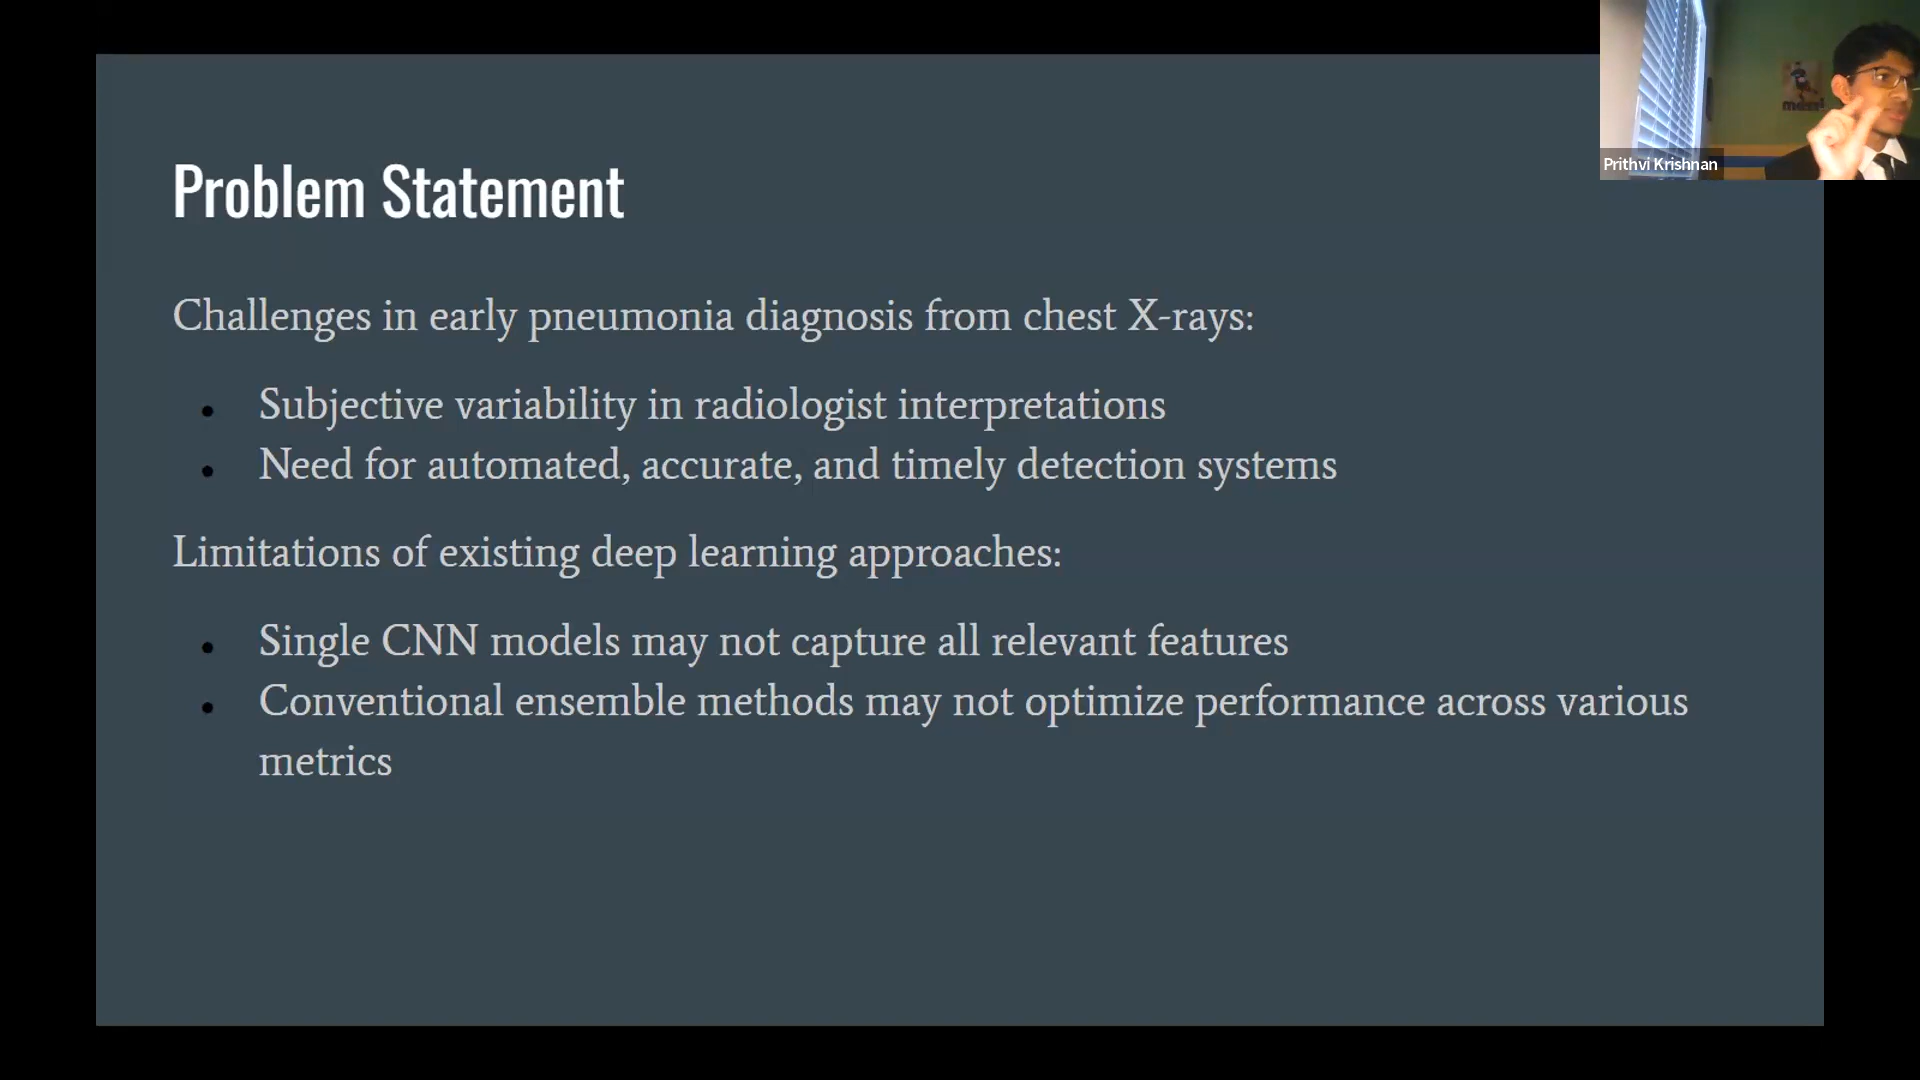 Problem Statement
Challenges in early pneumonia diagnosis from chest X-rays:
Subjective variability in radiologist interpretations
Need for automated, accurate, and timely detection systems
Limitations of existing deep learning approaches:
Single CNN models may not capture all relevant features
Conventional ensemble methods may not optimize performance across various
metrics
messi
Prithvi Krishnan